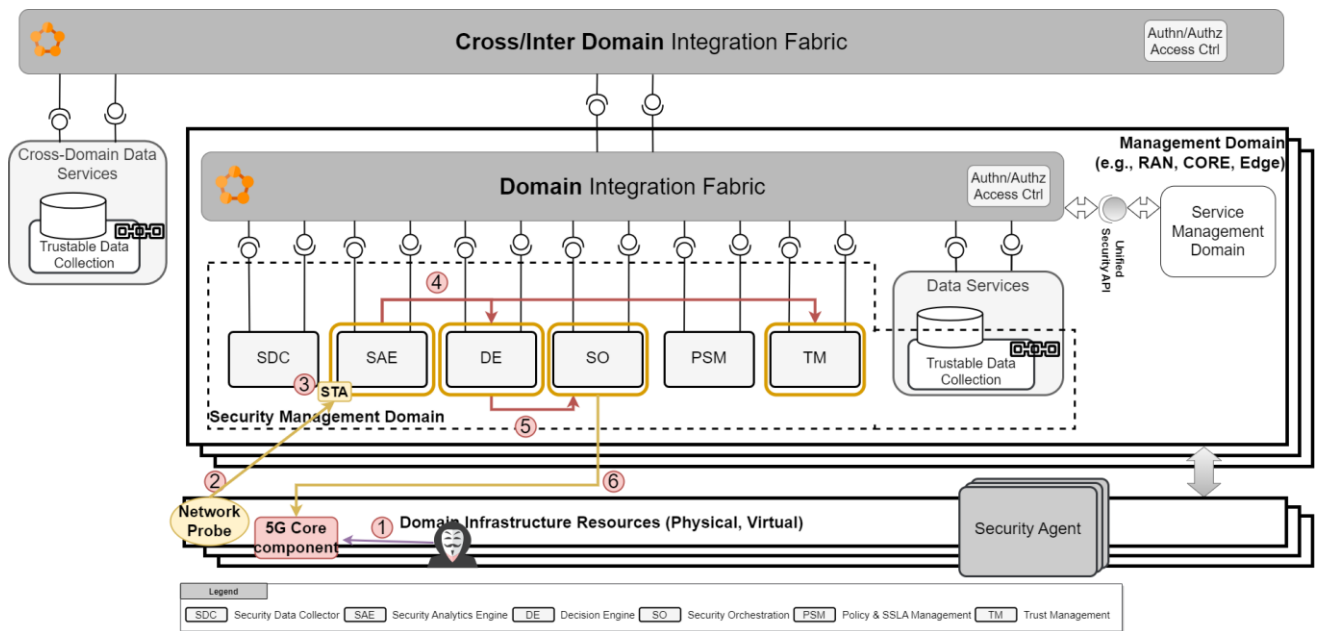 Cross/Inter Domain Integration Fabric
Authn/Authz
Access Ctrl
Cross-Domain Data
Services
Trustable Data
Collection
Management Domain
(e.g., RAN, CORE, Edge)
Domain Integration Fabric
Authn/Authz
Access Ctrl
Unified
Security API
Service
Management
Domain
4
Data Services
Trustable Data
Collection
SDC
SAE
DE
SO
PSM
TM
3
STA
Security Management Domain
5
2
6
Network
Probe
5G Core
component
1
Domain Infrastructure Resources (Physical, Virtual)
Security Agent
Legend
SDC Security Data Collector SAE Security Analytics Engine DE Decision Engine SO Security Orchestration PSM Policy & SSLA Management TM Trust Management